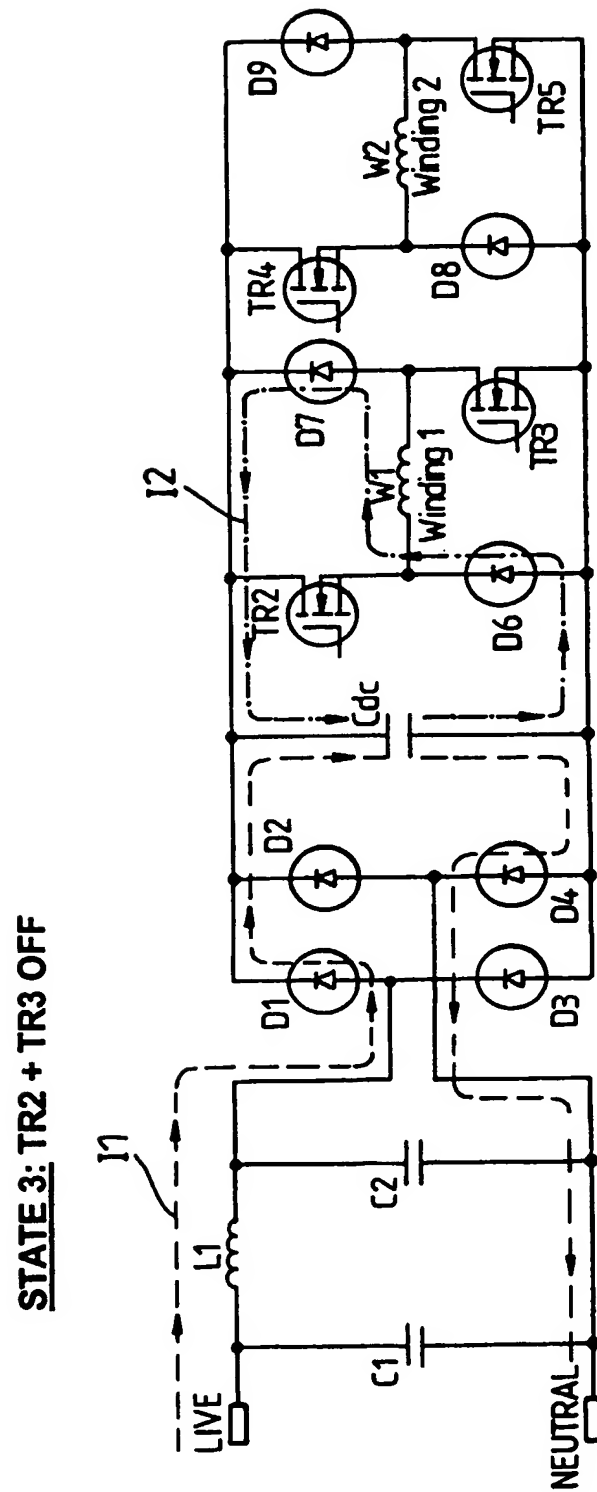 STATE 3: TR2 + TR3 OFF
I1
I2
LIVE
NEUTRAL
L1
C1
C2
D1
D2
D3
D4
Cdc
TR2
D6
W1
Winding 1
D7
TR3
TR4
D8
W2
Winding 2
D9
TR5